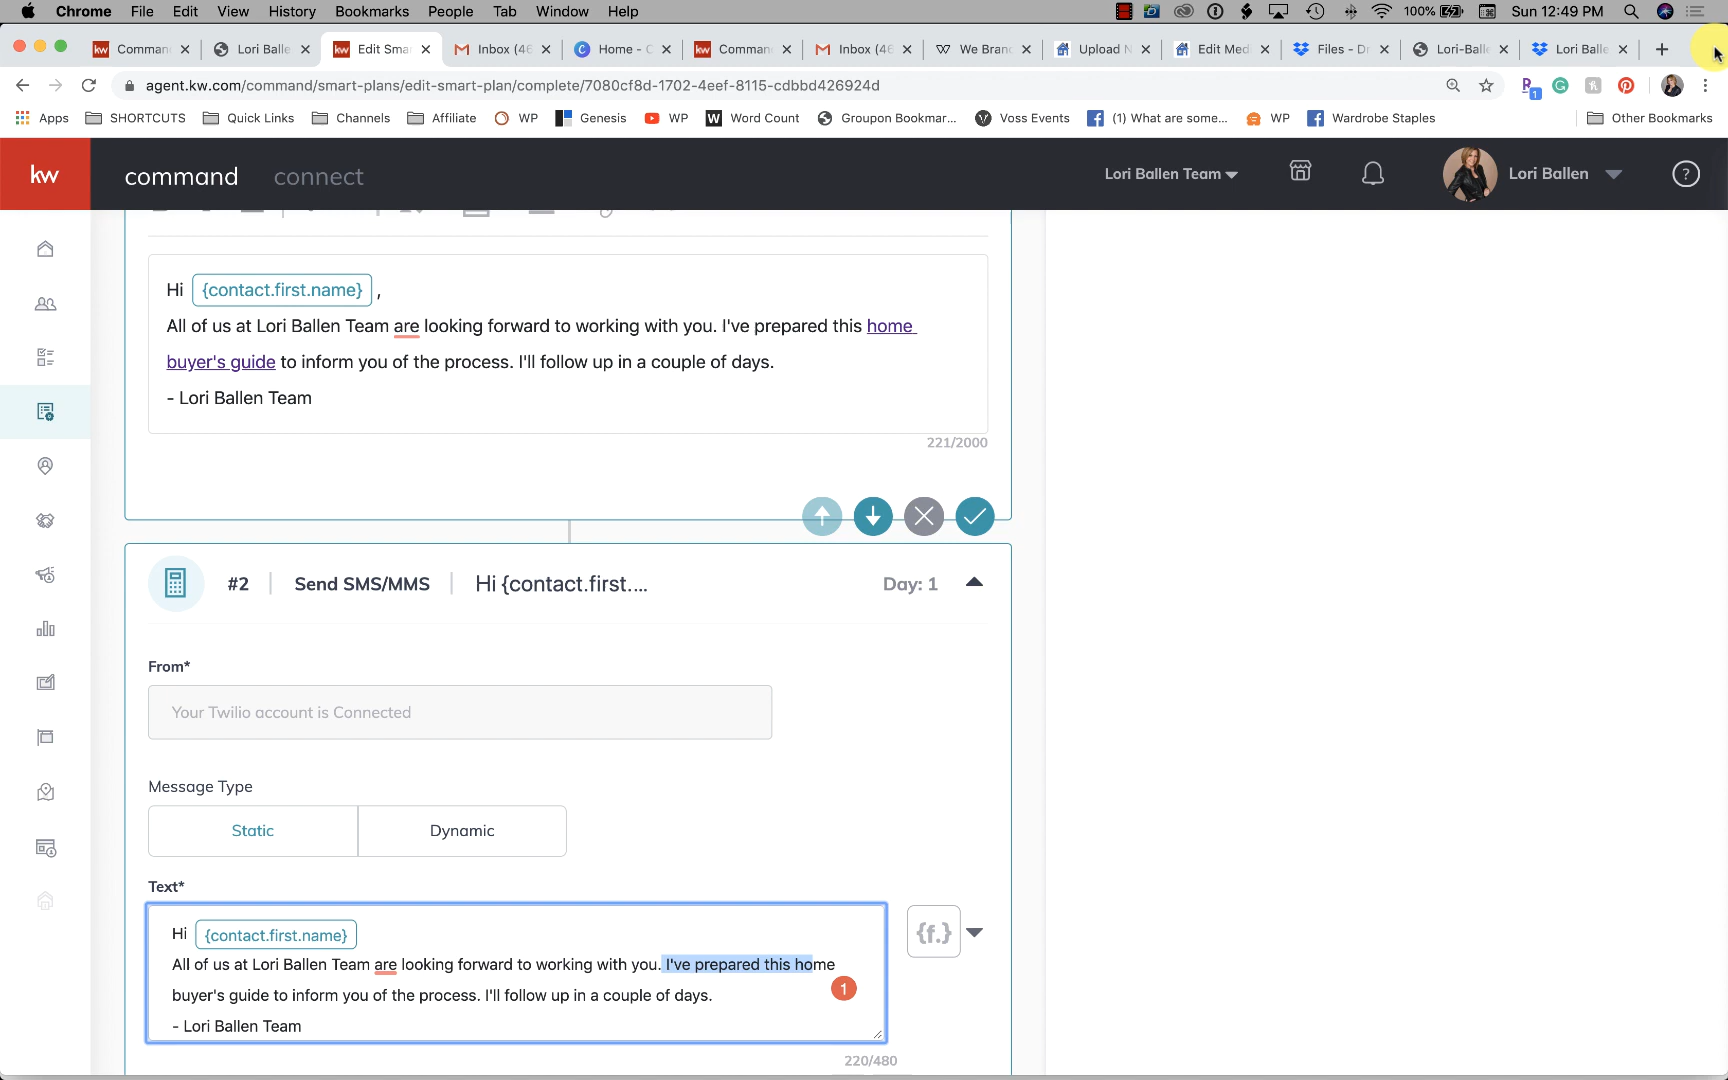 Chrome File Edit View History Bookmarks People Tab Window Help 100% Sun 12:49 PM
Comman Lori Balle Edit Smar Inbox (46 Home - C Comman Inbox (46 We Bran Upload N Edit Med Files - Dr Lori-Balle Lori Balle
agent.kw.com/command/smart-plans/edit-smart-plan/complete/7080cf8d-1702-4eef-8115-cdbbd426924d
Apps SHORTCUTS Quick Links Channels Affiliate WP Genesis WP Word Count Groupon Bookmar... Voss Events (1) What are some... WP Wardrobe Staples Other Bookmarks
kw command connect Lori Ballen Team Lori Ballen
Hi {contact.first.name} ,
All of us at Lori Ballen Team are looking forward to working with you. I've prepared this home
buyer's guide to inform you of the process. I'll follow up in a couple of days.
- Lori Ballen Team
221/2000
#2 Send SMS/MMS Hi {contact.first.... Day: 1
From*
Your Twilio account is Connected
Message Type
Static Dynamic
Text*
Hi {contact.first.name}
{f.}
All of us at Lori Ballen Team are looking forward to working with you. I've prepared this home
buyer's guide to inform you of the process. I'll follow up in a couple of days.
1
- Lori Ballen Team
220/480